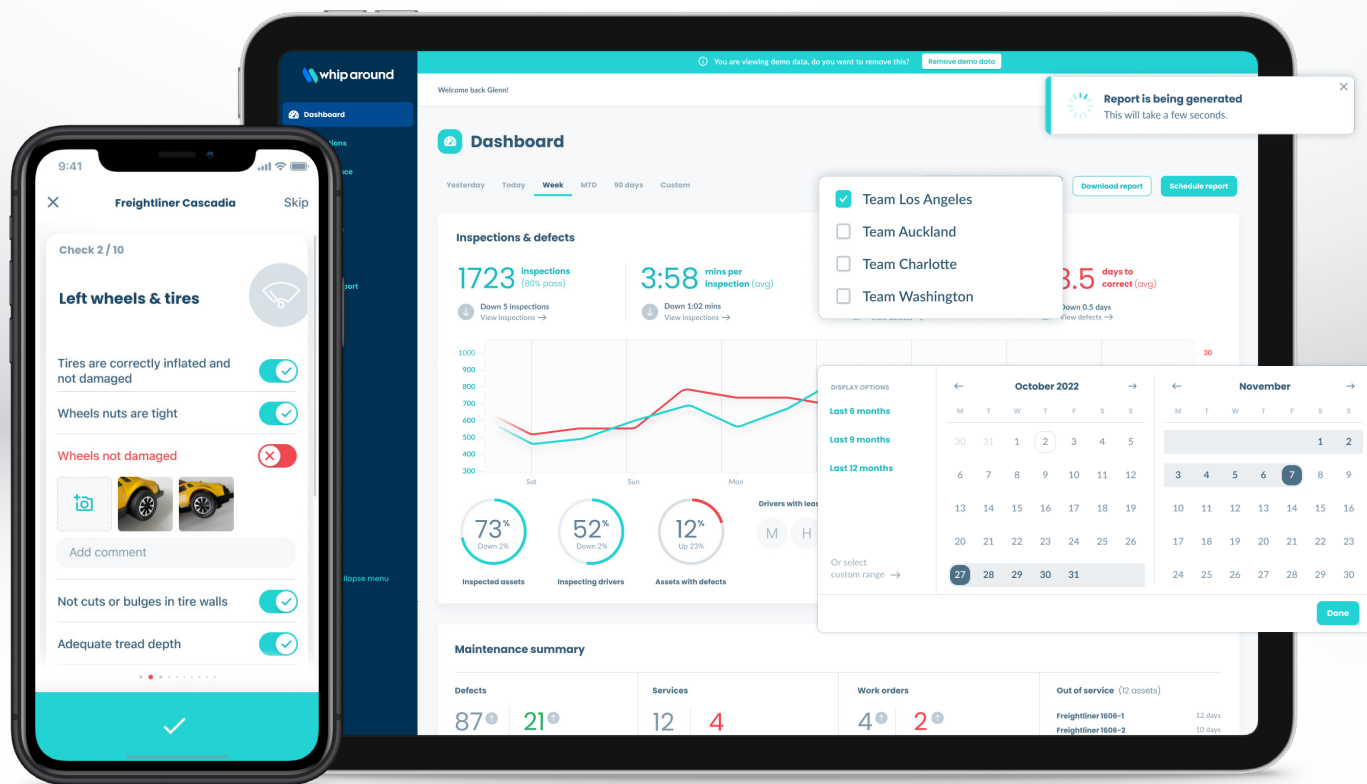 9:41
Freightliner Cascadia
Skip
Check 2 / 10
Left wheels & tires
Tires are correctly inflated and
not damaged
Wheels nuts are tight
Wheels not damaged
Add comment
Not cuts or bulges in tire walls
Adequate tread depth
whip around
Dashboard
You are viewing demo data, do you want to remove this?
Remove demo data
Welcome back Glenn!
Report is being generated
This will take a few seconds.
Dashboard
Yesterday Today Week MTD 90 days Custom
Download report
Schedule report
Team Los Angeles
Team Auckland
Team Charlotte
Team Washington
Inspections & defects
1723 inspections
(80% pass)
Down 5 inspections
View inspections →
3:58 mins per
inspection (avg)
Down 1:02 mins
View inspections →
3.5 days to
correct (avg)
Down 0.5 days
View defects →
1000
900
800
700
600
500
400
300
30
Sat Sun Mon
73%
Down 2%
Inspected assets
52%
Down 2%
Inspecting drivers
12%
Up 23%
Assets with defects
Drivers with leas
M H
llapse menu
DISPLAY OPTIONS
Last 6 months
Last 9 months
Last 12 months
Or select
custom range →
← October 2022 →
M T W T F S S
30 31 1 2 3 4 5
6 7 8 9 10 11 12
13 14 15 16 17 18 19
20 21 22 23 24 25 26
27 28 29 30 31
← November →
M T W T F S S
1 2
3 4 5 6 7 8 9
10 11 12 13 14 15 16
17 18 19 20 21 22 23
24 25 26 27 28 29 30
Done
Maintenance summary
Defects
87 21
Services
12 4
Work orders
4 2
Out of service (12 assets)
Freightliner 1606-1 12 days
Freightliner 1606-2 10 days